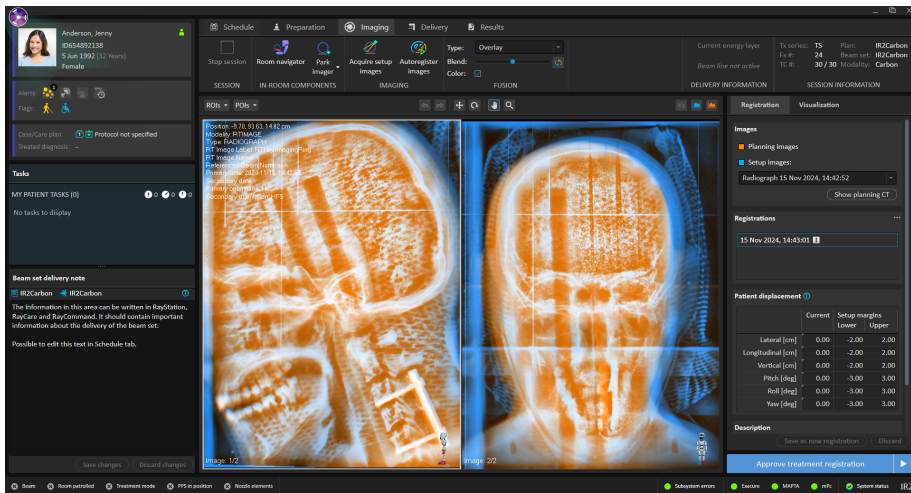 Schedule
Preparation
Imaging
Delivery
Results
Anderson, Jenny
ID654892138
5 Jun 1992 (32 Years)
Female
Alerts:
Flags:
Case/Care plan: Protocol not specified
Treated diagnosis: -
Stop session
SESSION
Room navigator
Park imager
IN-ROOM COMPONENTS
Acquire setup images
Autoregister images
IMAGING
Type: Overlay
Blend:
Color:
FUSION
Current energy layer
Beam line not active
DELIVERY INFORMATION
Tx series: TS Plan: IR2Carbon
Fx #: 24 Beam set: IR2Carbon
TC #: 30 / 30 Modality: Carbon
SESSION INFORMATION
Tasks
MY PATIENT TASKS (0) 0 0 0
No tasks to display
Beam set delivery note
IR2Carbon IR2Carbon
The information in this area can be written in RayStation,
RayCare and RayCommand. It should contain important
information about the delivery of the beam set.
Possible to edit this text in Schedule tab.
Save changes Discard changes
ROIs POIs
Position: -9.70, 93.63, 14.82 cm
Modality: RTIMAGE
Type: RADIOGRAPH
Image: 1/2
Image: 2/2
Registration Visualization
Images
Planning images
Setup images:
Radiograph 15 Nov 2024, 14:42:52
Show planning CT
Registrations
15 Nov 2024, 14:43:01
Patient displacement
Current Setup margins
Lower Upper
Lateral [cm] 0.00 -2.00 2.00
Longitudinal [cm] 0.00 -2.00 2.00
Vertical [cm] 0.00 -2.00 2.00
Pitch [deg] 0.00 -3.00 3.00
Roll [deg] 0.00 -3.00 3.00
Yaw [deg] 0.00 -3.00 3.00
Description
Save as new registration Discard
Approve treatment registration
Beam
Room patrolled
Treatment mode
PPS in position
Nozzle elements
Subsystem errors
Exacure
MAPTA
mPc
System status
IR2